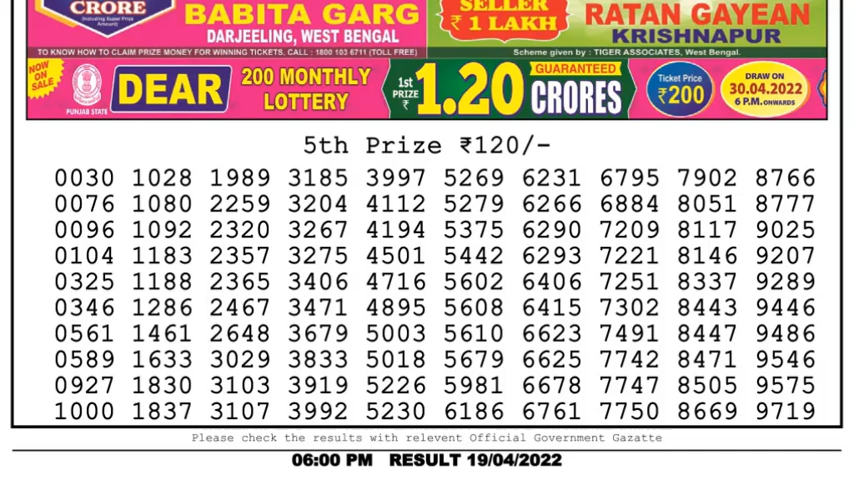 CRORE
(Including Super Prize Amount)
BABITA GARG
DARJEELING, WEST BENGAL
SELLER
₹ 1 LAKH
RATAN GAYEAN
KRISHNAPUR
TO KNOW HOW TO CLAIM PRIZE MONEY FOR WINNING TICKETS, CALL : 1800 103 6711 (TOLL FREE)
Scheme given by : TIGER ASSOCIATES, West Bengal.
NOW ON SALE
PUNJAB STATE
DEAR
200 MONTHLY
LOTTERY
1st PRIZE ₹
1.20
GUARANTEED
CRORES
Ticket Price
₹200
DRAW ON
30.04.2022
6 P.M. ONWARDS
5th Prize ₹120/-
0030 1028 1989 3185 3997 5269 6231 6795 7902 8766
0076 1080 2259 3204 4112 5279 6266 6884 8051 8777
0096 1092 2320 3267 4194 5375 6290 7209 8117 9025
0104 1183 2357 3275 4501 5442 6293 7221 8146 9207
0325 1188 2365 3406 4716 5602 6406 7251 8337 9289
0346 1286 2467 3471 4895 5608 6415 7302 8443 9446
0561 1461 2648 3679 5003 5610 6623 7491 8447 9486
0589 1633 3029 3833 5018 5679 6625 7742 8471 9546
0927 1830 3103 3919 5226 5981 6678 7747 8505 9575
1000 1837 3107 3992 5230 6186 6761 7750 8669 9719
Please check the results with relevent Official Government Gazatte
06:00 PM RESULT 19/04/2022